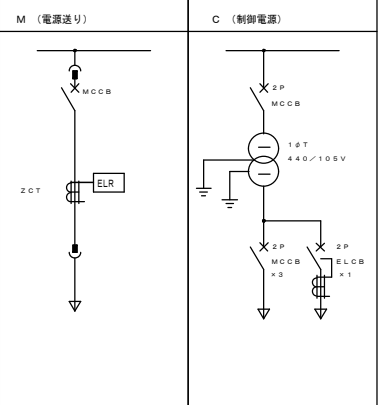 M （電源送り）
C （制御電源）
MCCB
ZCT
ELR
2P
MCCB
1φT
440／105V
2P
MCCB
×3
2P
ELCB
×1